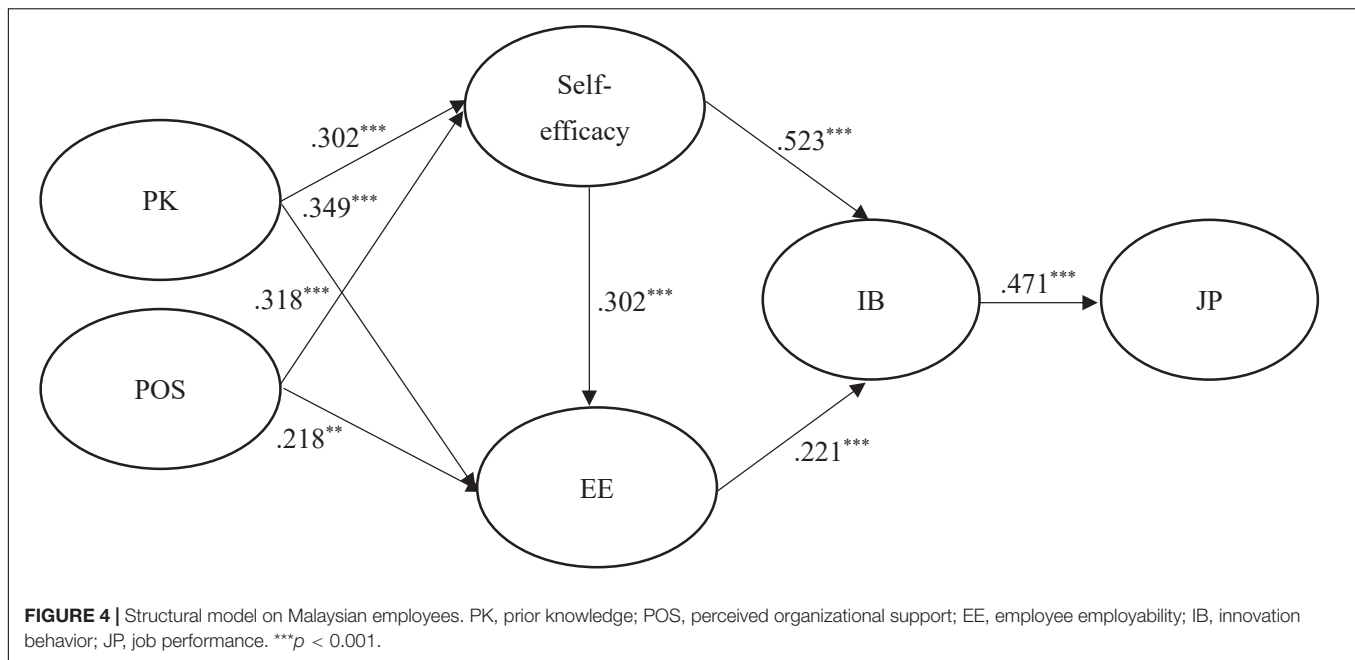 Self-
efficacy
.302***
.523***
PK
.349***
.318***
.302***
IB
.471***
JP
POS
.218**
.221***
EE
FIGURE 4 | Structural model on Malaysian employees. PK, prior knowledge; POS, perceived organizational support; EE, employee employability; IB, innovation
behavior; JP, job performance. ***p < 0.001.